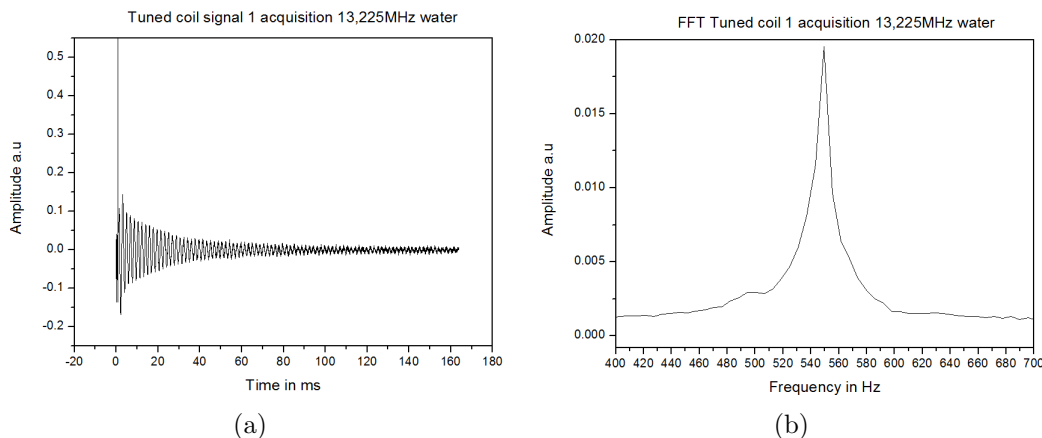 Tuned coil signal 1 acquisition 13,225MHz water
0.5
0.4
0.3
0.2
0.1
0.0
-0.1
-0.2
Amplitude a.u
-20 0 20 40 60 80 100 120 140 160 180
Time in ms
(a)
FFT Tuned coil 1 acquisition 13,225MHz water
0.020
0.015
0.010
0.005
0.000
Amplitude a.u
400 420 440 460 480 500 520 540 560 580 600 620 640 660 680 700
Frequency in Hz
(b)